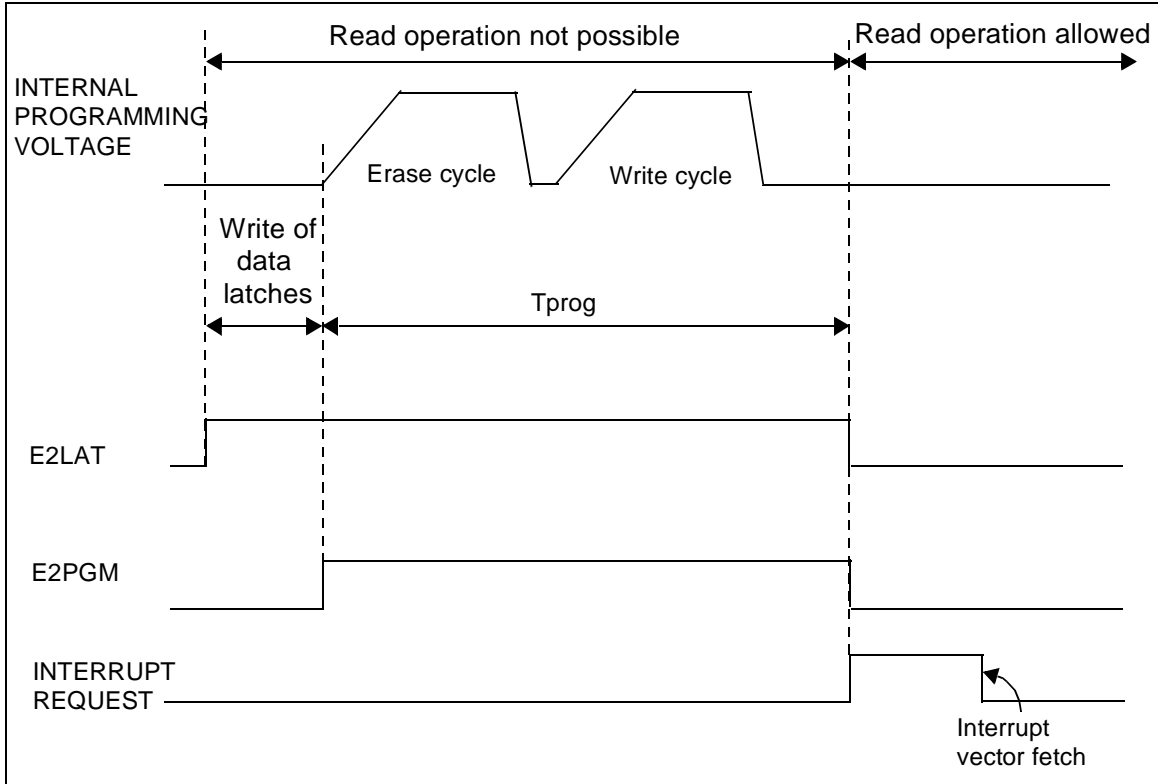 Read operation not possible
Read operation allowed
INTERNAL
PROGRAMMING
VOLTAGE
Erase cycle
Write cycle
Write of
data
latches
Tprog
E2LAT
E2PGM
INTERRUPT
REQUEST
Interrupt
vector fetch